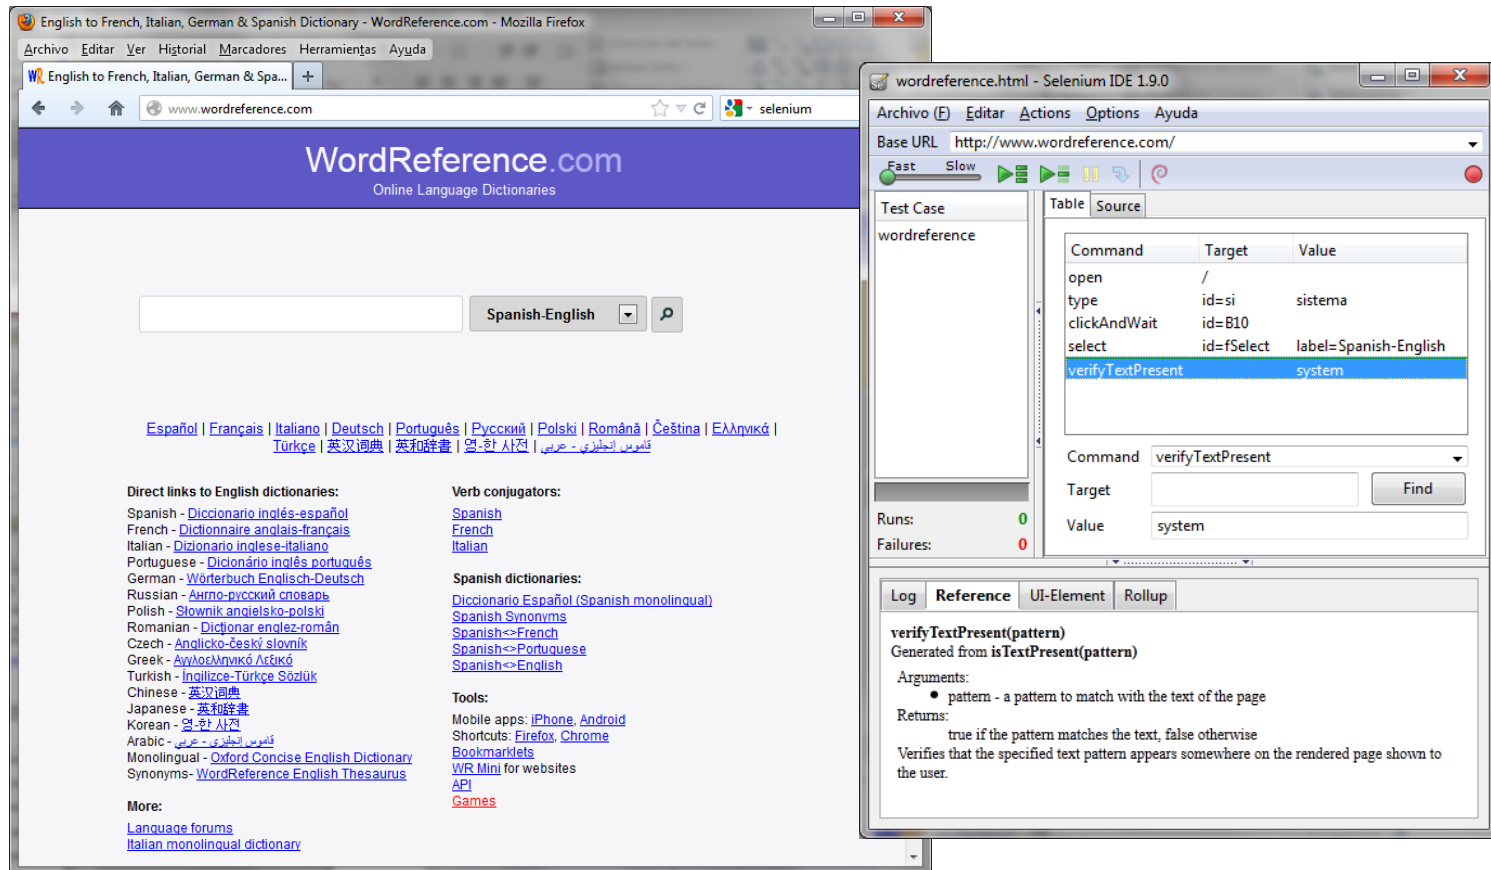 English to French, Italian, German & Spanish Dictionary - WordReference.com - Mozilla Firefox
Archivo Editar Ver Historial Marcadores Herramientas Ayuda
English to French, Italian, German & Spa... +
www.wordreference.com
selenium
WordReference.com
Online Language Dictionaries
Spanish-English
Español | Français | Italiano | Deutsch | Português | Русский | Polski | Română | Čeština | Ελληνικά |
Türkçe | 英汉词典 | 英和辞書 | 영-한 사전 | قاموس إنجليزي - عربي
Direct links to English dictionaries:
Spanish - Diccionario inglés-español
French - Dictionnaire anglais-français
Italian - Dizionario inglese-italiano
Portuguese - Dicionário inglês português
German - Wörterbuch Englisch-Deutsch
Russian - Англо-русский словарь
Polish - Słownik angielsko-polski
Romanian - Dicționar englez-român
Czech - Anglicko-český slovník
Greek - Αγγλοελληνικό Λεξικό
Turkish - İngilizce-Türkçe Sözlük
Chinese - 英汉词典
Japanese - 英和辞書
Korean - 영-한 사전
Arabic - قاموس إنجليزي - عربي
Monolingual - Oxford Concise English Dictionary
Synonyms- WordReference English Thesaurus
More:
Language forums
Italian monolingual dictionary
Verb conjugators:
Spanish
French
Italian
Spanish dictionaries:
Diccionario Español (Spanish monolingual)
Spanish Synonyms
Spanish<>French
Spanish<>Portuguese
Spanish<>English
Tools:
Mobile apps: iPhone, Android
Shortcuts: Firefox, Chrome
Bookmarklets
WR Mini for websites
API
Games
wordreference.html - Selenium IDE 1.9.0
Archivo (F) Editar Actions Options Ayuda
Base URL http://www.wordreference.com/
Fast Slow
Test Case
wordreference
Runs: 0
Failures: 0
Table Source
Command Target Value
open /
type id=si sistema
clickAndWait id=B10
select id=fSelect label=Spanish-English
verifyTextPresent system
Command verifyTextPresent
Target Find
Value system
Log Reference UI-Element Rollup
verifyTextPresent(pattern)
Generated from isTextPresent(pattern)
Arguments:
• pattern - a pattern to match with the text of the page
Returns:
true if the pattern matches the text, false otherwise
Verifies that the specified text pattern appears somewhere on the rendered page shown to
the user.